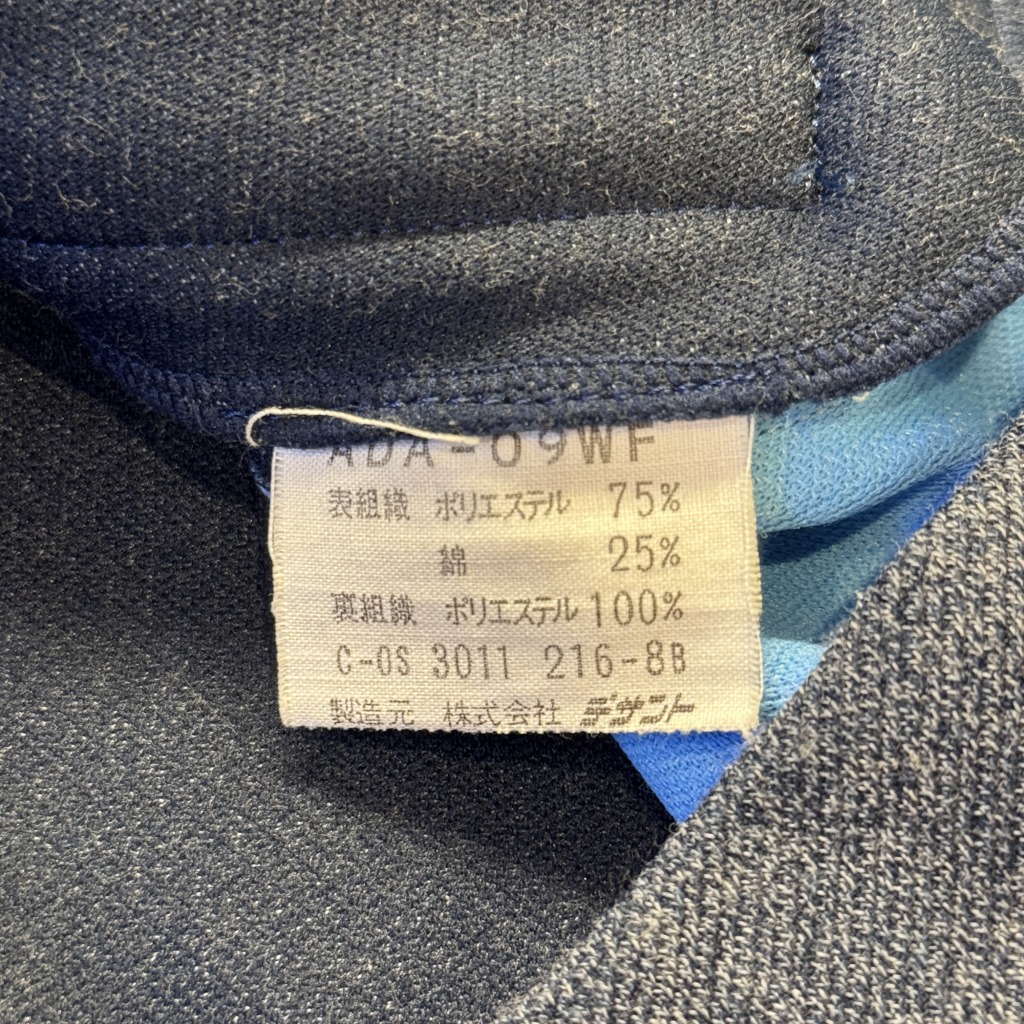 ADA-69WF
表組織 ポリエステル 75%
綿 25%
裏組織 ポリエステル 100%
C-OS 3011 216-8B
製造元 株式会社 デサント